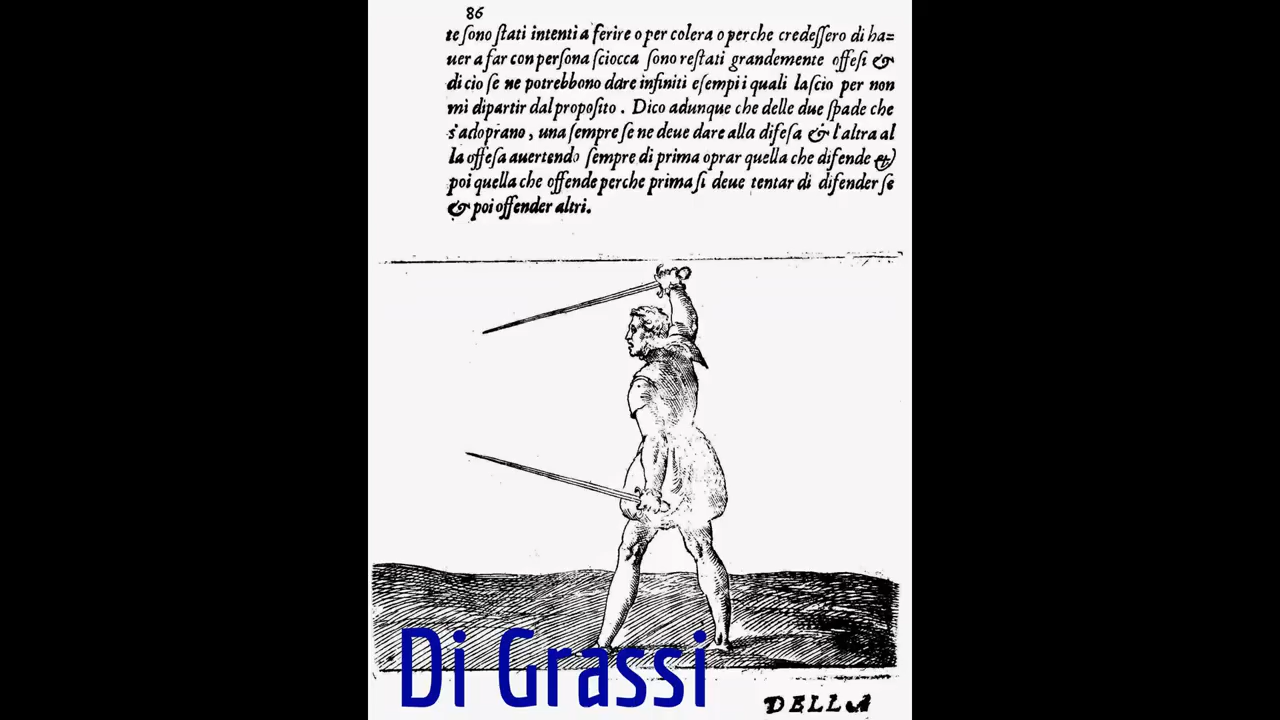 86
te ſono ſtati intenti a ferire o per colera o perche credeſſero di ha=
uer a far con perſona ſciocca ſono reſtati grandemente offeſi &
di cio ſe ne potrebbono dare infiniti eſempii quali laſcio per non
mi dipartir dal propoſito. Dico adunque che delle due ſpade che
s'adoprano, una ſempre ſe ne deue dare alla difeſa & l'altra al
la offeſa auertendo ſempre di prima oprar quella che difende &
poi quella che offende perche prima ſi deue tentar di difender ſe
& poi offender altri.
Di Grassi
DELLA